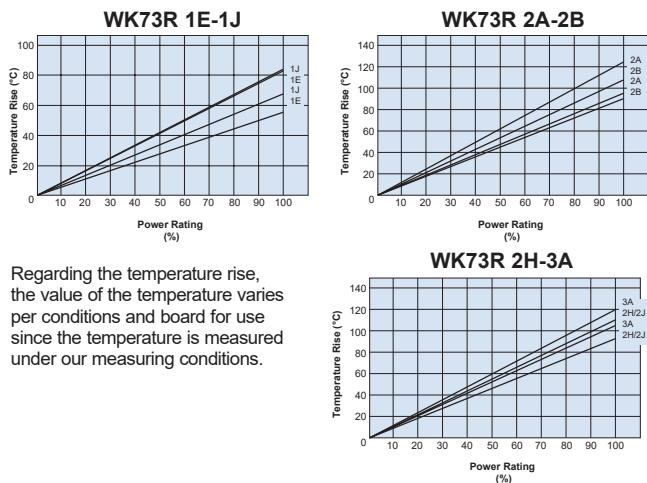 WK73R 1E-1J
100
80
60
40
20
0
Temperature Rise (°C)
1J
1E
1J
1E
10 20 30 40 50 60 70 80 90 100
Power Rating
(%)
WK73R 2A-2B
140
120
100
80
60
40
20
0
Temperature Rise (°C)
2A
2B
2A
2B
10 20 30 40 50 60 70 80 90 100
Power Rating
(%)
Regarding the temperature rise,
the value of the temperature varies
per conditions and board for use
since the temperature is measured
under our measuring conditions.
WK73R 2H-3A
140
120
100
80
60
40
20
0
Temperature Rise (°C)
3A
2H/2J
3A
2H/2J
10 20 30 40 50 60 70 80 90 100
Power Rating
(%)